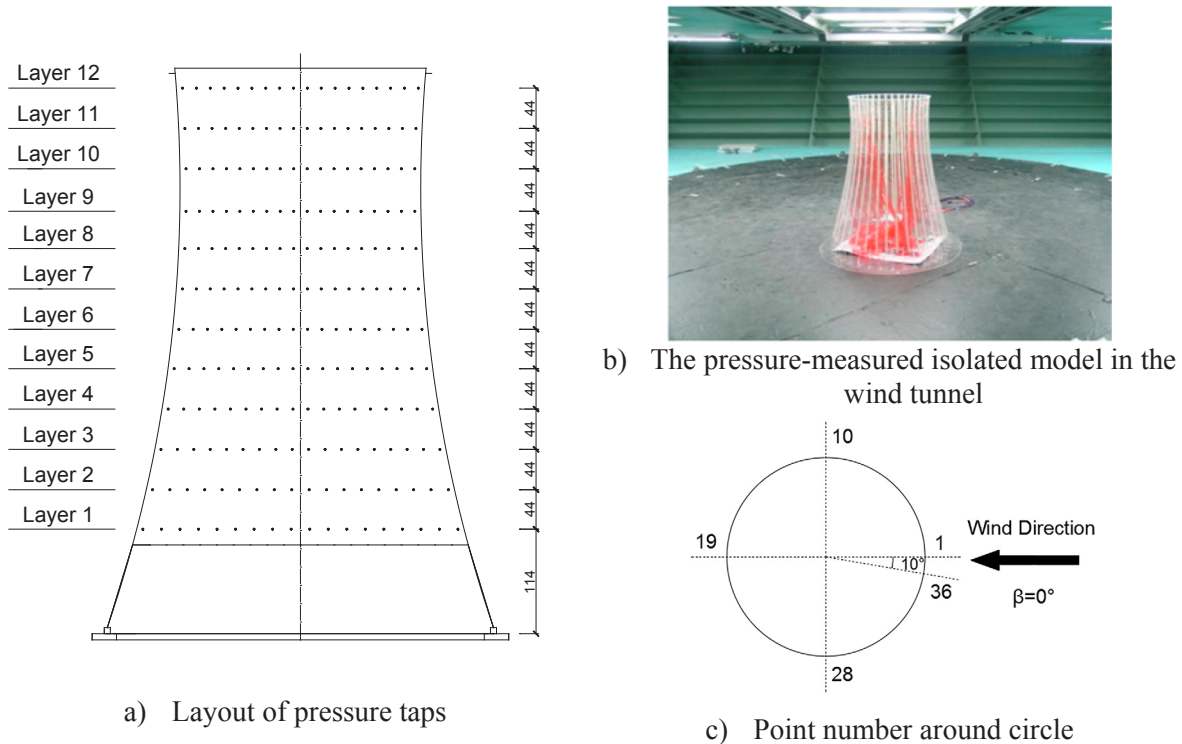 Layer 12
Layer 11
Layer 10
Layer 9
Layer 8
Layer 7
Layer 6
Layer 5
Layer 4
Layer 3
Layer 2
Layer 1
44
44
44
44
44
44
44
44
44
44
44
114
a) Layout of pressure taps
b) The pressure-measured isolated model in the
wind tunnel
10
19
1
10°
36
28
Wind Direction
β=0°
c) Point number around circle